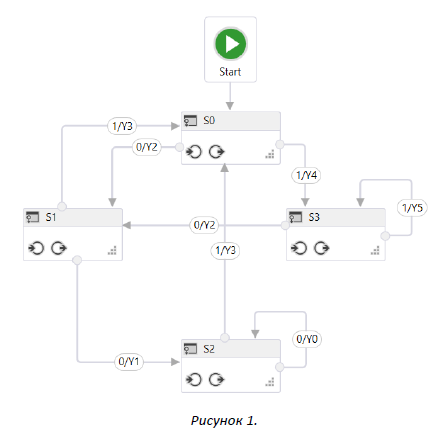 Start
S0
1/Y3
0/Y2
1/Y4
S1
S3
1/Y5
0/Y2
1/Y3
S2
0/Y0
0/Y1
Рисунок 1.